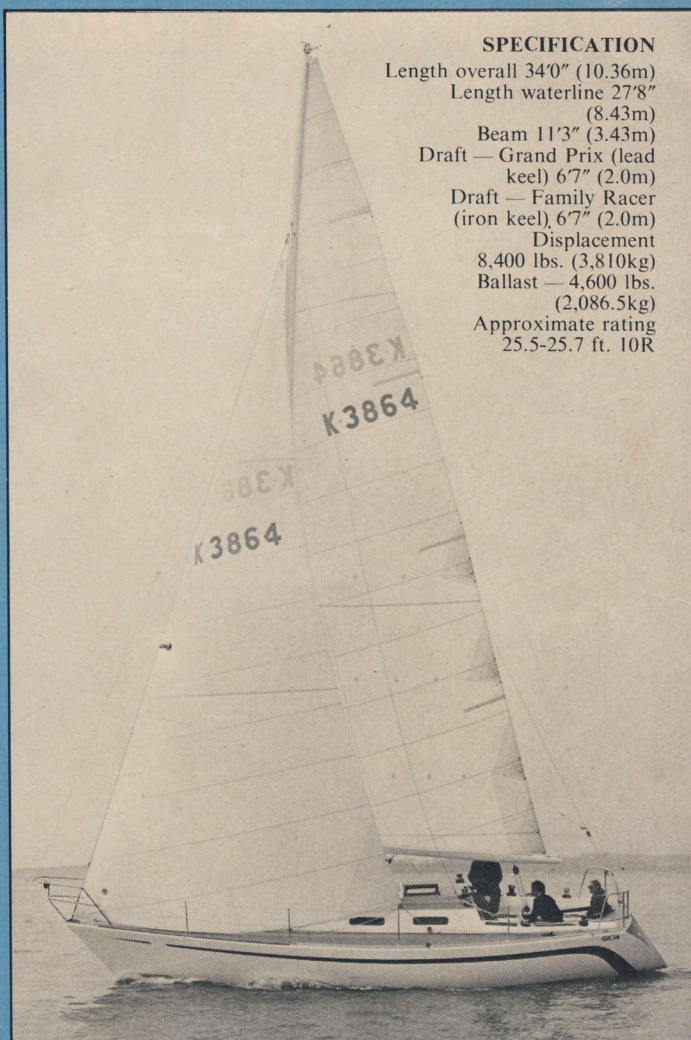 SPECIFICATION
Length overall 34'0" (10.36m)
Length waterline 27'8"
(8.43m)
Beam 11'3" (3.43m)
Draft — Grand Prix (lead
keel) 6'7" (2.0m)
Draft — Family Racer
(iron keel) 6'7" (2.0m)
Displacement
8,400 lbs. (3,810kg)
Ballast — 4,600 lbs.
(2,086.5kg)
Approximate rating
25.5-25.7 ft. 10R
K3864
K3864
K 386
K3864
GK34